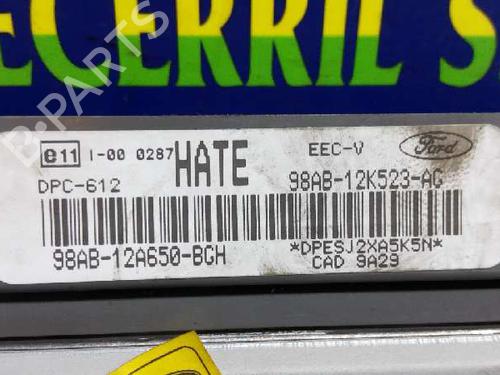 ECERRIL S
B-PARTS
e11 I-00 0287 HATE EEC-V Ford
DPC-612 98AB-12K523-AG
98AB-12A650-BGH *DPESJ2XA5K5N*
CAD 9A29